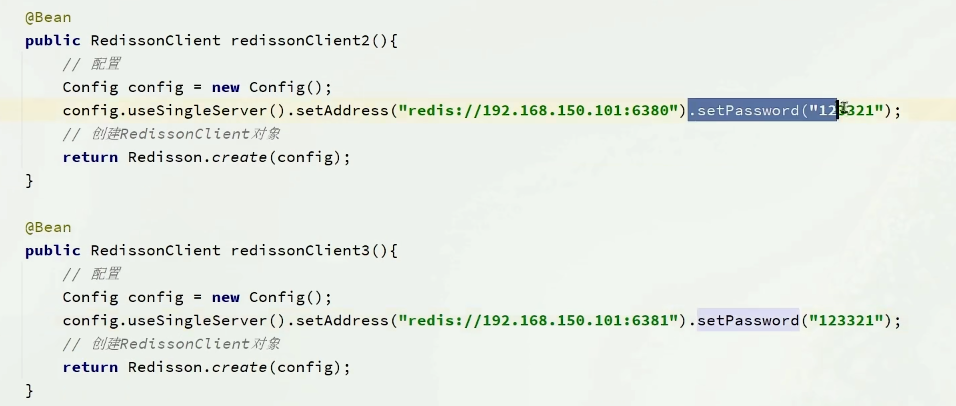 @Bean
public RedissonClient redissonClient2(){
// 配置
Config config = new Config();
config.useSingleServer().setAddress("redis://192.168.150.101:6380").setPassword("123321");
// 创建RedissonClient对象
return Redisson.create(config);
}
@Bean
public RedissonClient redissonClient3(){
// 配置
Config config = new Config();
config.useSingleServer().setAddress("redis://192.168.150.101:6381").setPassword("123321");
// 创建RedissonClient对象
return Redisson.create(config);
}